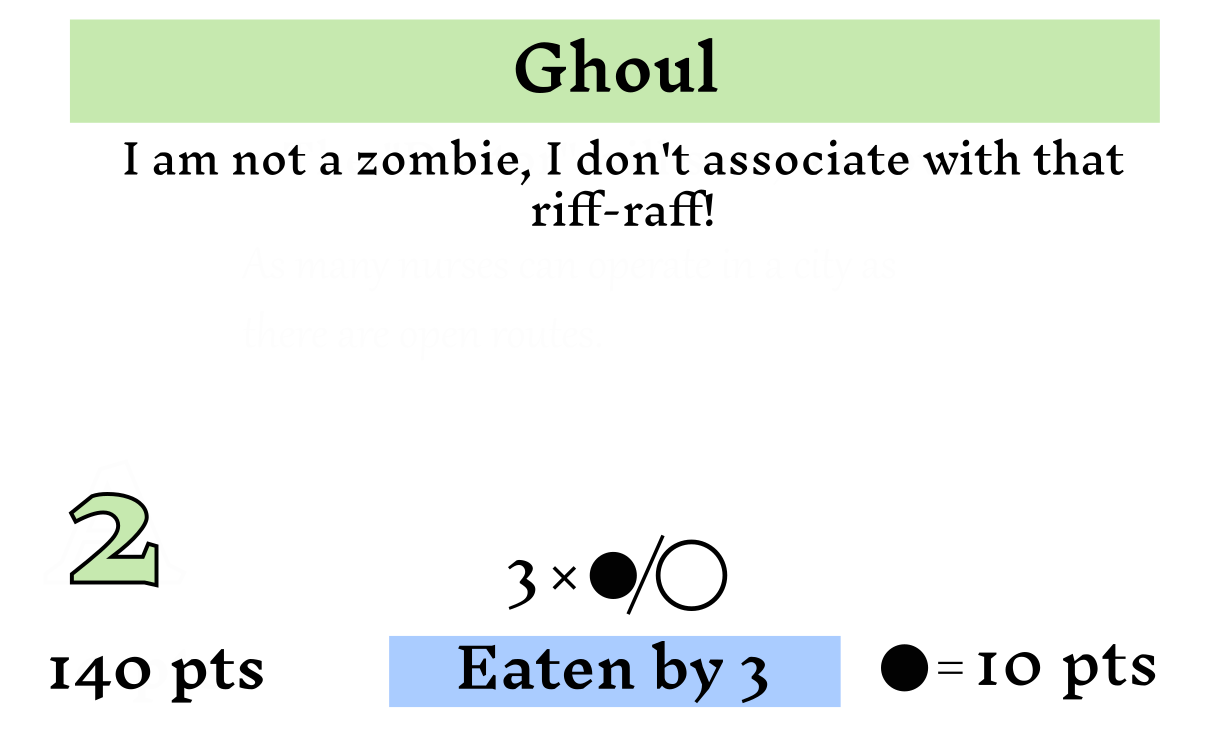 Ghoul
I am not a zombie, I don't associate with that
riff-raff!
As many nurses can operate in a city as
there are open routes
2
3 × ●/○
140 pts
Eaten by 3
●= 10 pts